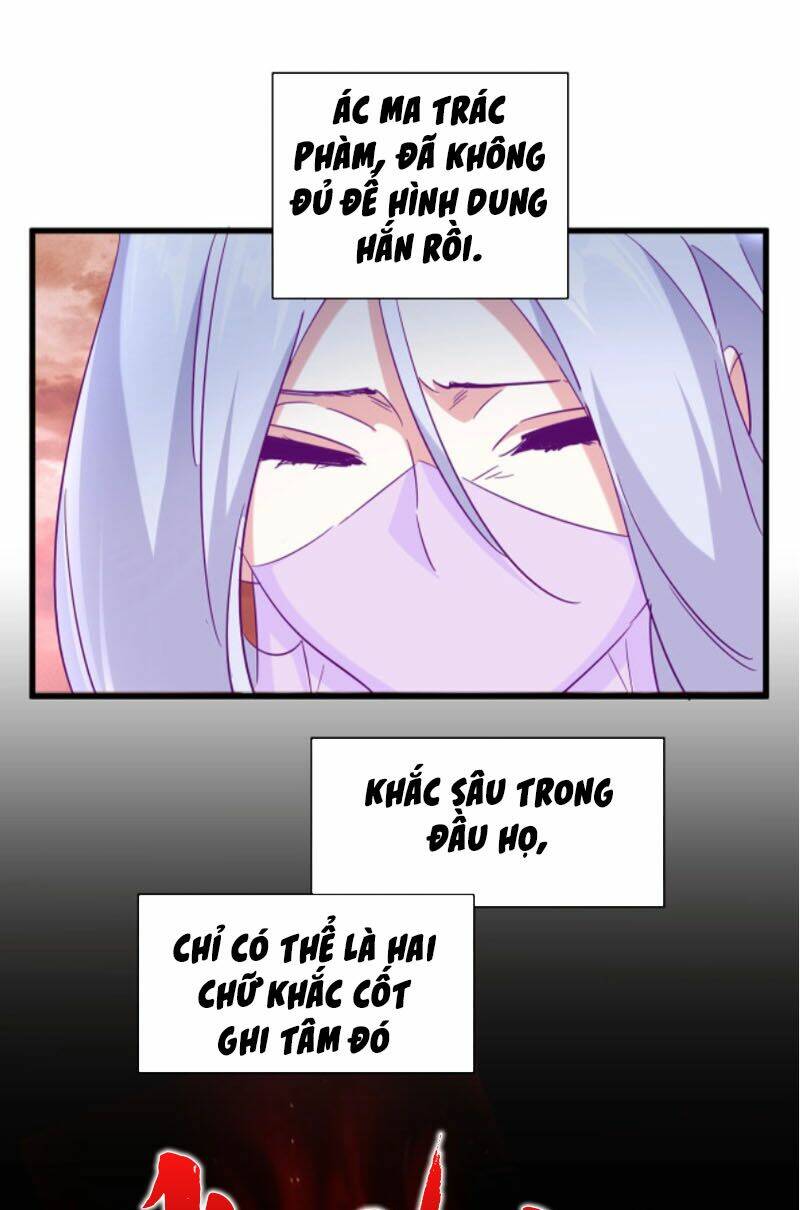 ÁC MA TRÁC
PHÀM, ĐÃ KHÔNG
ĐỦ ĐỂ HÌNH DUNG
HẮN RỒI.
KHẮC SÂU TRONG
ĐẦU HỌ,
CHỈ CÓ THỂ LÀ HAI
CHỮ KHẮC CỐT
GHI TÂM ĐÓ